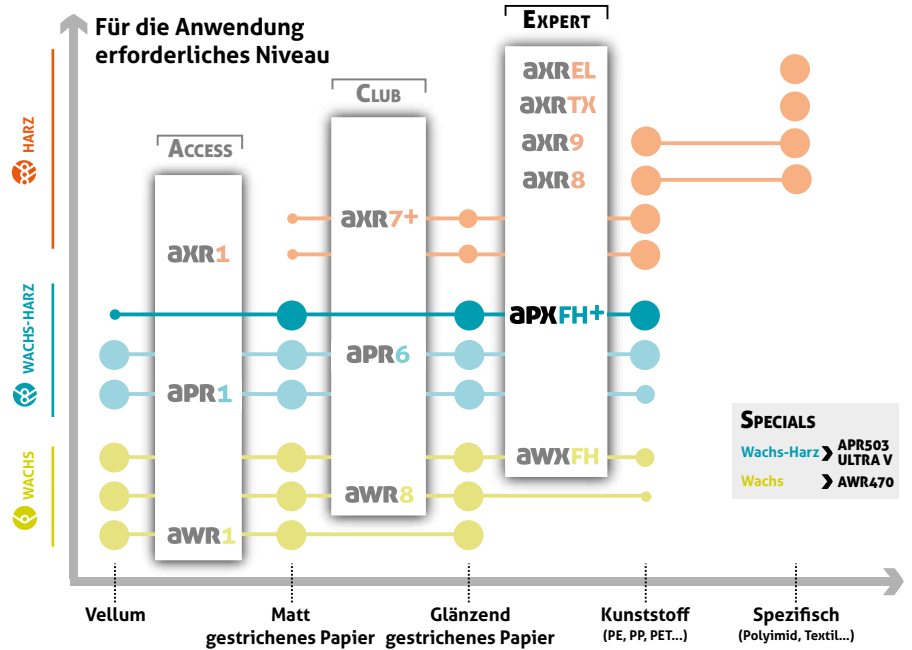 Für die Anwendung
erforderliches Niveau
EXPERT
CLUB
ACCESS
HARZ
WACHS-HARZ
WACHS
aXREL
aXRTX
aXR9
aXR8
aXR7+
aXR1
aPXFH+
aPR6
aPR1
aWXFH
aWR8
aWR1
SPECIALS
Wachs-Harz APR503
ULTRA V
Wachs AWR470
Vellum
Matt
gestrichenes Papier
Glänzend
gestrichenes Papier
Kunststoff
(PE, PP, PET...)
Spezifisch
(Polyimid, Textil...)